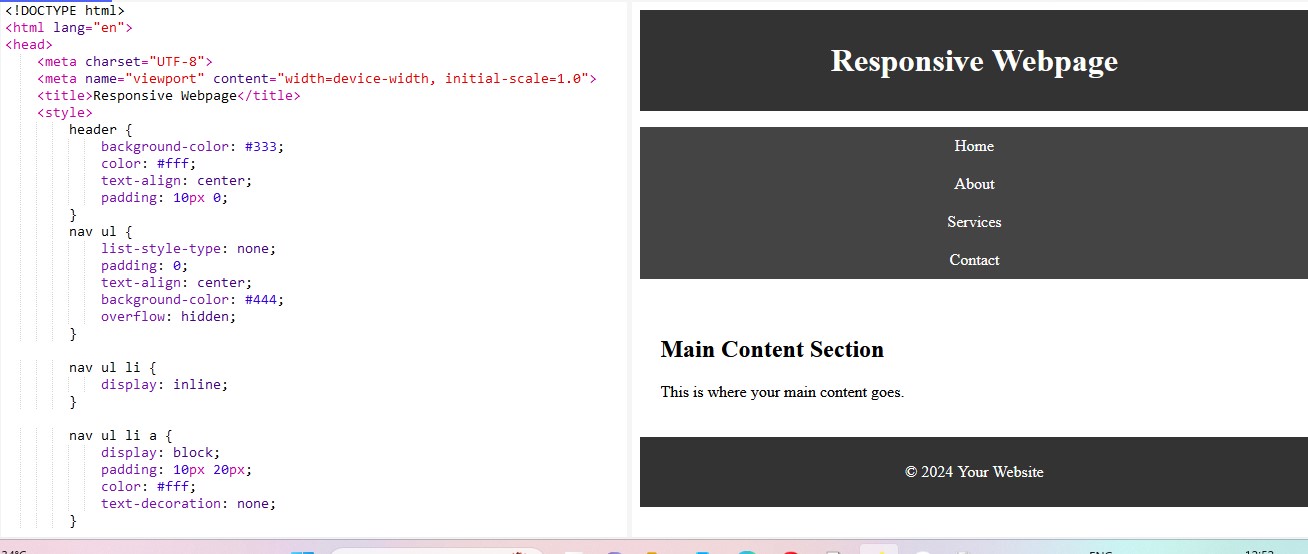 <!DOCTYPE html>
<html lang="en">
<head>
    <meta charset="UTF-8">
    <meta name="viewport" content="width=device-width, initial-scale=1.0">
    <title>Responsive Webpage</title>
    <style>
        header {
            background-color: #333;
            color: #fff;
            text-align: center;
            padding: 10px 0;
        }
        nav ul {
            list-style-type: none;
            padding: 0;
            text-align: center;
            background-color: #444;
            overflow: hidden;
        }
        nav ul li {
            display: inline;
        }
        nav ul li a {
            display: block;
            padding: 10px 20px;
            color: #fff;
            text-decoration: none;
        }
Responsive Webpage
Home
About
Services
Contact
Main Content Section
This is where your main content goes.
© 2024 Your Website